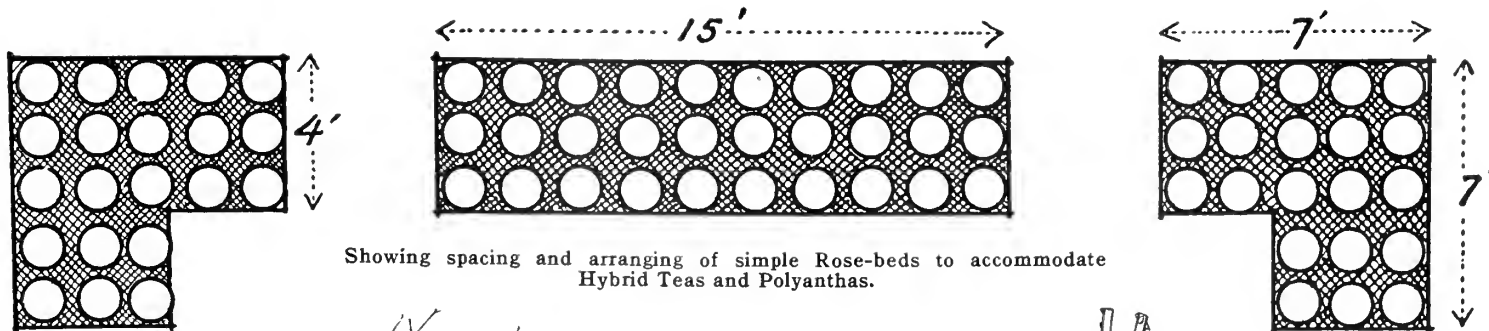 15'
7'
4'
7'
Showing spacing and arranging of simple Rose-beds to accommodate
Hybrid Teas and Polyanthas.